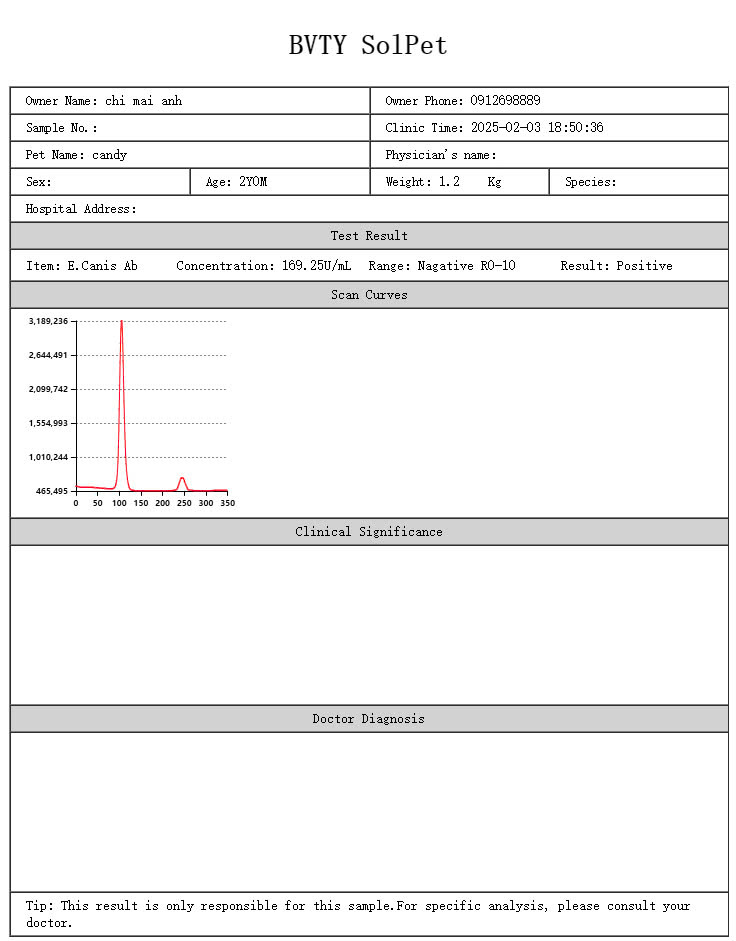 BVTY SolPet
Owner Name: chi mai anh
Owner Phone: 0912698889
Sample No.:
Clinic Time: 2025-02-03 18:50:36
Pet Name: candy
Physician's name:
Sex:
Age: 2Y0M
Weight: 1.2 Kg
Species:
Hospital Address:
Test Result
Item: E.Canis Ab Concentration: 169.25U/mL Range: Nagative R0-10 Result: Positive
Scan Curves
3,189,236
2,644,491
2,099,742
1,554,993
1,010,244
465,495
0 50 100 150 200 250 300 350
Clinical Significance
Doctor Diagnosis
Tip: This result is only responsible for this sample.For specific analysis, please consult your
doctor.